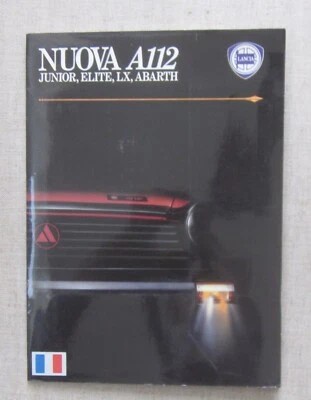 NUOVA A112
JUNIOR, ELITE, LX, ABARTH
LANCIA